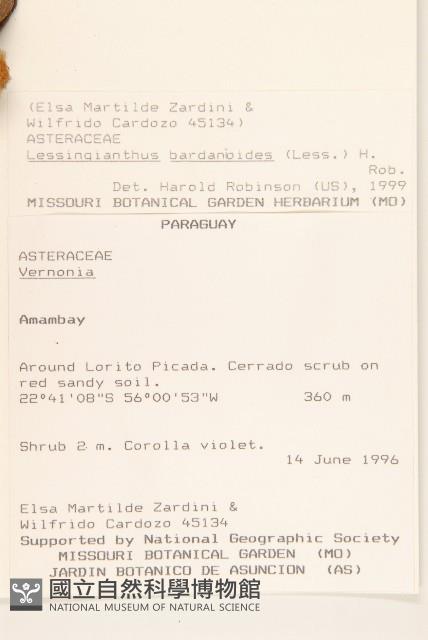 (Elsa Martilde Zardini &
Wilfrido Cardozo 45134)
ASTERACEAE
Lessingianthus bardanoides (Less.) H.
Rob.
Det. Harold Robinson (US), 1999
MISSOURI BOTANICAL GARDEN HERBARIUM (MO)
PARAGUAY
ASTERACEAE
Vernonia
Amambay
Around Lorito Picada. Cerrado scrub on
red sandy soil.
22°41'08"S 56°00'53"W 360 m
Shrub 2 m. Corolla violet.
14 June 1996
Elsa Martilde Zardini &
Wilfrido Cardozo 45134
Supported by National Geographic Society
MISSOURI BOTANICAL GARDEN (MO)
JARDIN BOTANICO DE ASUNCION (AS)
國立自然科學博物館
NATIONAL MUSEUM OF NATURAL SCIENCE